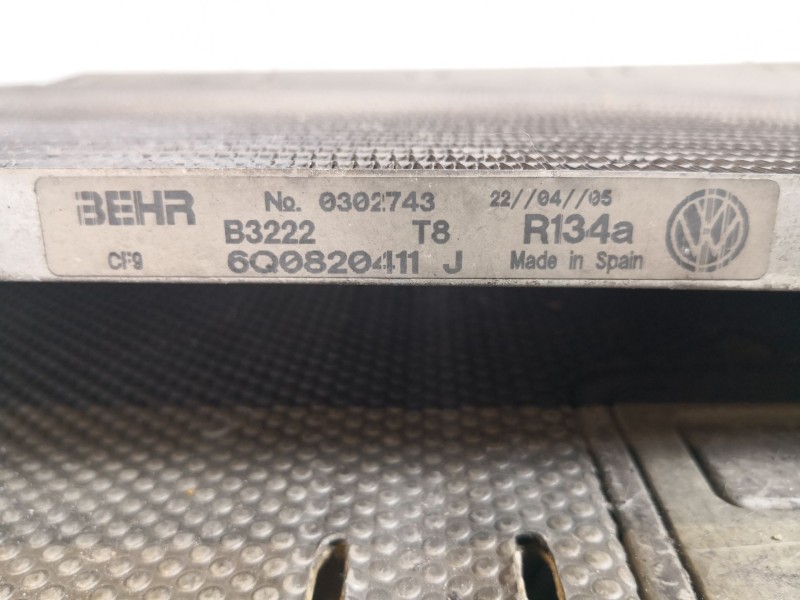 BEHR No. 0302743 22//04//05
B3222 T8 R134a
CF9 6Q0820411 J Made in Spain